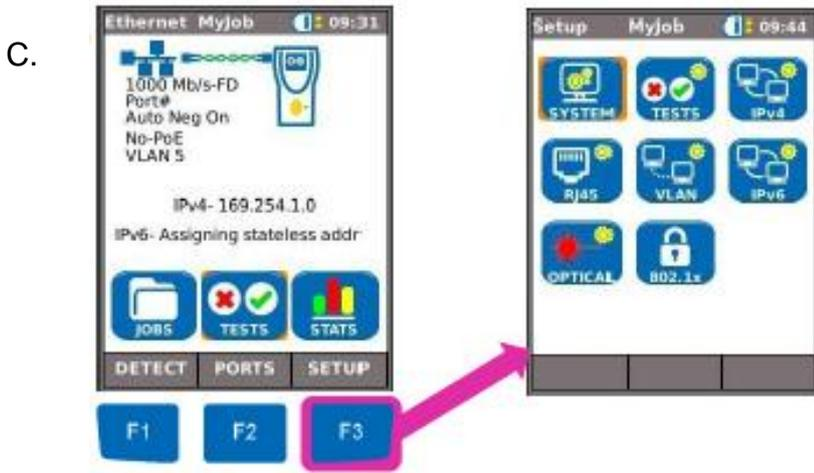 C.
Ethernet MyJob 09:31
1000 Mb/s-FD
Port#
Auto Neg On
No-PoE
VLAN 5
IPv4- 169.254.1.0
IPv6- Assigning stateless addr
JOBS TESTS STATS
DETECT PORTS SETUP
F1 F2 F3
Setup MyJob 09:44
SYSTEM TESTS IPv4
RJ45 VLAN IPv6
OPTICAL 802.1x